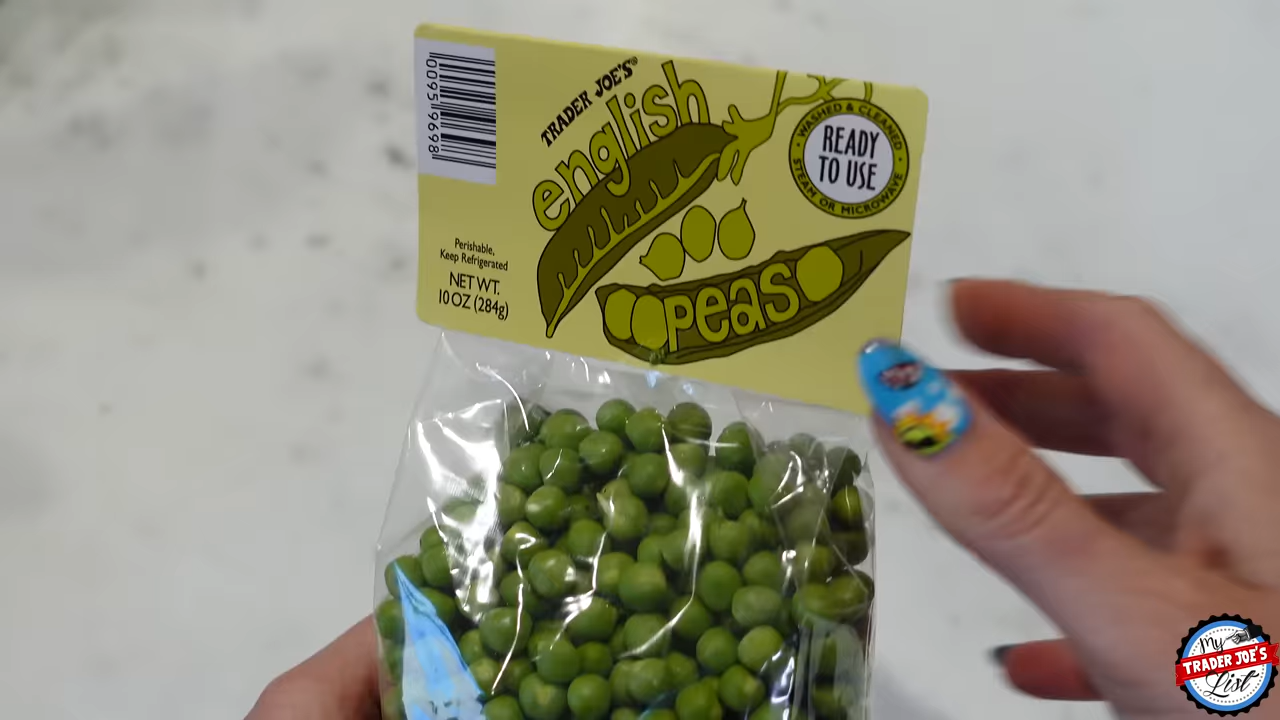 009519698
TRADER JOE'S®
english
peas
WASHED & CLEANED
READY
TO USE
STEAM OR MICROWAVE
Perishable,
Keep Refrigerated
NET WT.
10 OZ (284g)
My
TRADER JOE'S
List